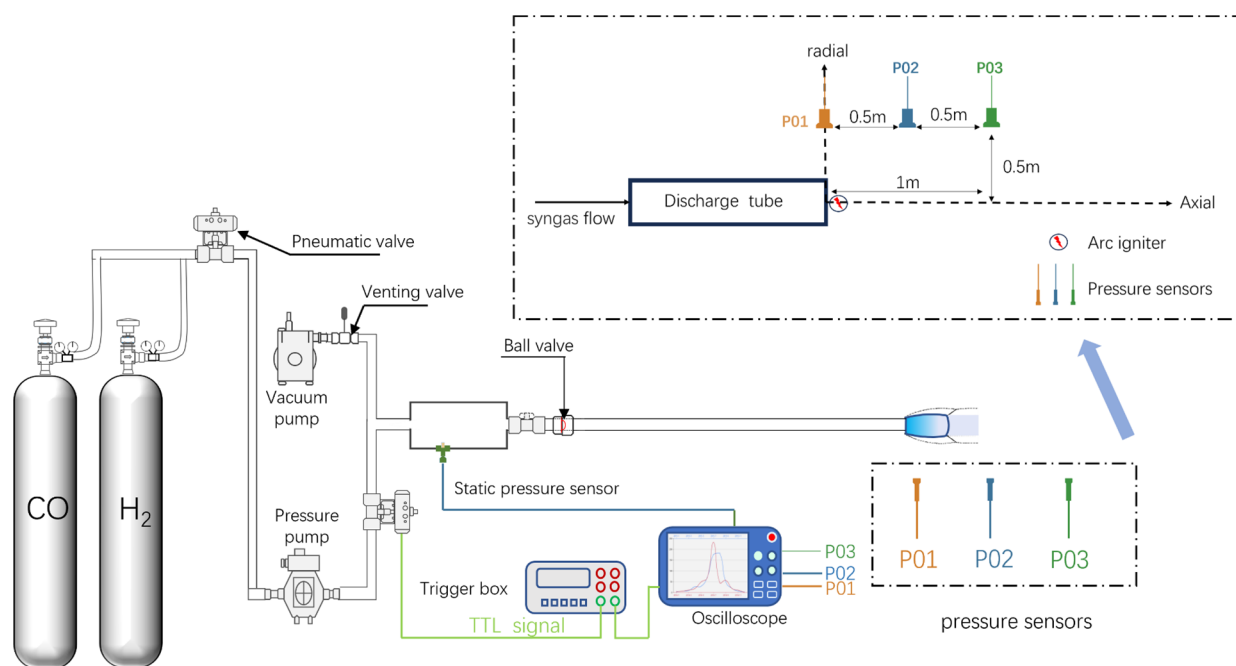 radial
P02
P03
P01
0.5m
0.5m
0.5m
1m
Discharge tube
syngas flow
Axial
Arc igniter
Pressure sensors
Pneumatic valve
Venting valve
Ball valve
Vacuum
pump
CO
H₂
Static pressure sensor
Pressure
pump
Trigger box
TTL signal
Oscilloscope
P03
P02
P01
P01
P02
P03
pressure sensors